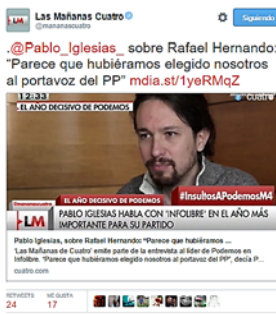 Las Mañanas Cuatro
@mananascuatro
Siguiendo
.@Pablo_Iglesias_ sobre Rafael Hernando:
“Parece que hubiéramos elegido nosotros
al portavoz del PP” mdia.st/1yeRMqZ
12:33
CUATRO
EL AÑO DECISIVO DE PODEMOS
#InsultosAPodemosM4
EL AÑO DECISIVO DE PODEMOS
LM
PABLO IGLESIAS HABLA CON 'INFOLIBRE' EN EL AÑO MÁS
IMPORTANTE PARA SU PARTIDO
Pablo Iglesias, sobre Rafael Hernando: “Parece que hubiéramos ...
'Las Mañanas de Cuatro' emite parte de la entrevista al líder de Podemos en
Infolibre. “Parece que hubiéramos elegido nosotros al portavoz del PP”, decía P...
cuatro.com
RETWEETS
ME GUSTA
24
17